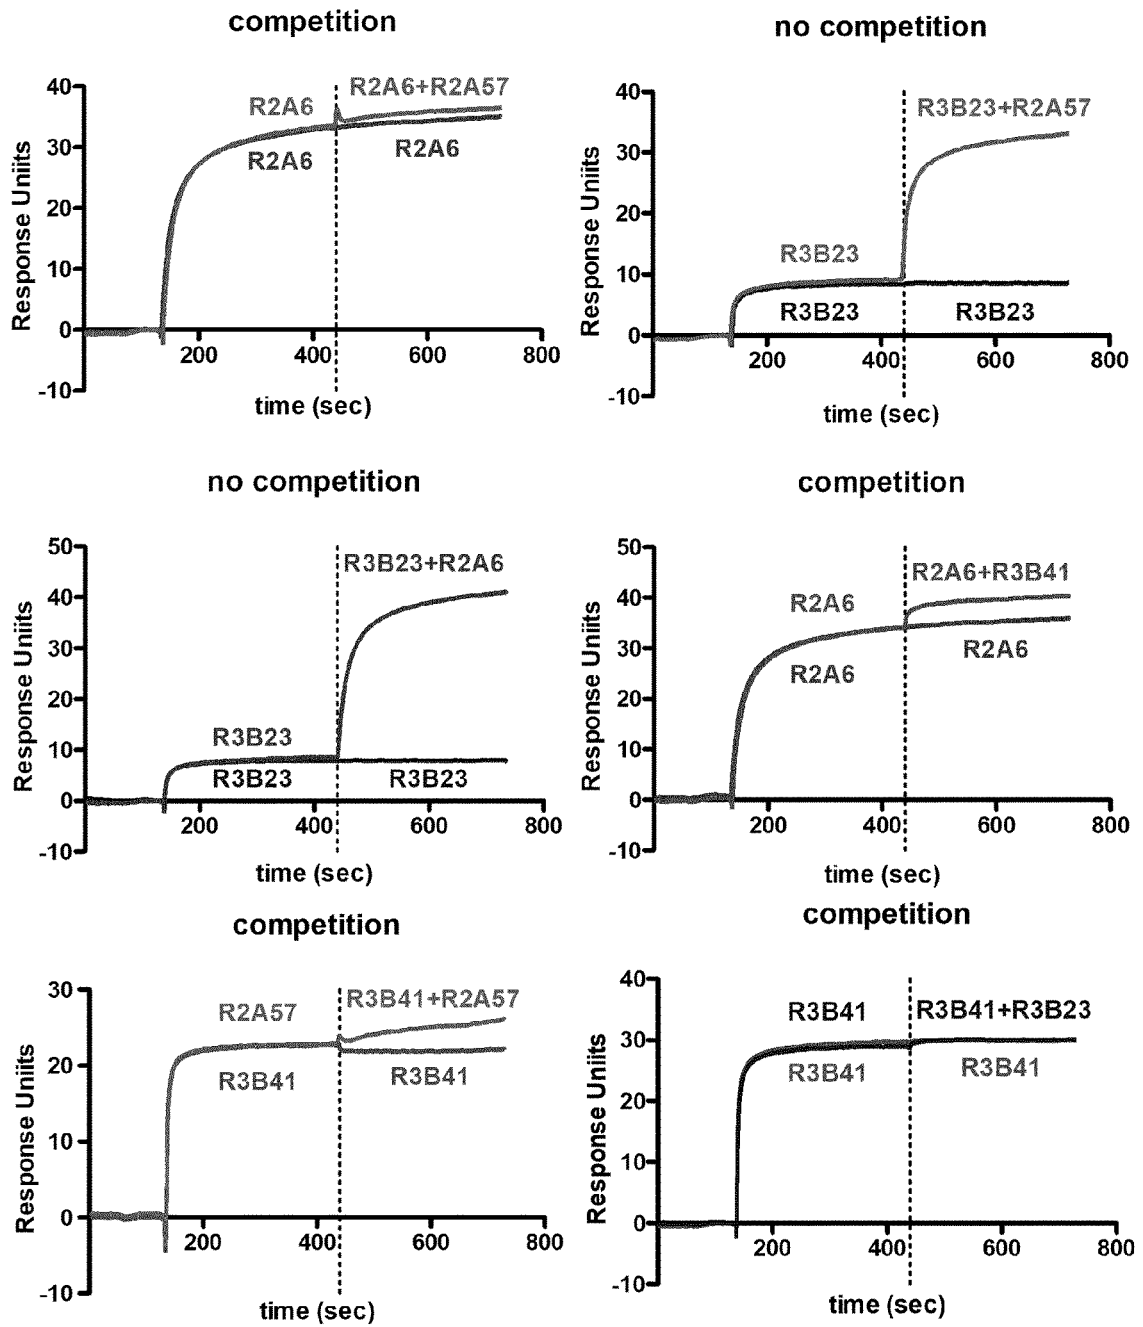 competition
R2A6
R2A6+R2A57
R2A6
R2A6
40
30
20
10
0
-10
200
400
600
800
Response Uniits
time (sec)
no competition
R3B23+R2A57
R3B23
R3B23
R3B23
40
30
20
10
0
-10
200
400
600
800
Response Uniits
time (sec)
no competition
R3B23+R2A6
R3B23
R3B23
R3B23
50
40
30
20
10
0
-10
200
400
600
800
Response Uniits
time (sec)
competition
R2A6+R3B41
R2A6
R2A6
R2A6
50
40
30
20
10
0
-10
200
400
600
800
Response Uniits
time (sec)
competition
R2A57
R3B41+R2A57
R3B41
R3B41
30
20
10
0
-10
200
400
600
800
Response Uniits
time (sec)
competition
R3B41
R3B41+R3B23
R3B41
R3B41
40
30
20
10
0
-10
200
400
600
800
Response Uniits
time (sec)